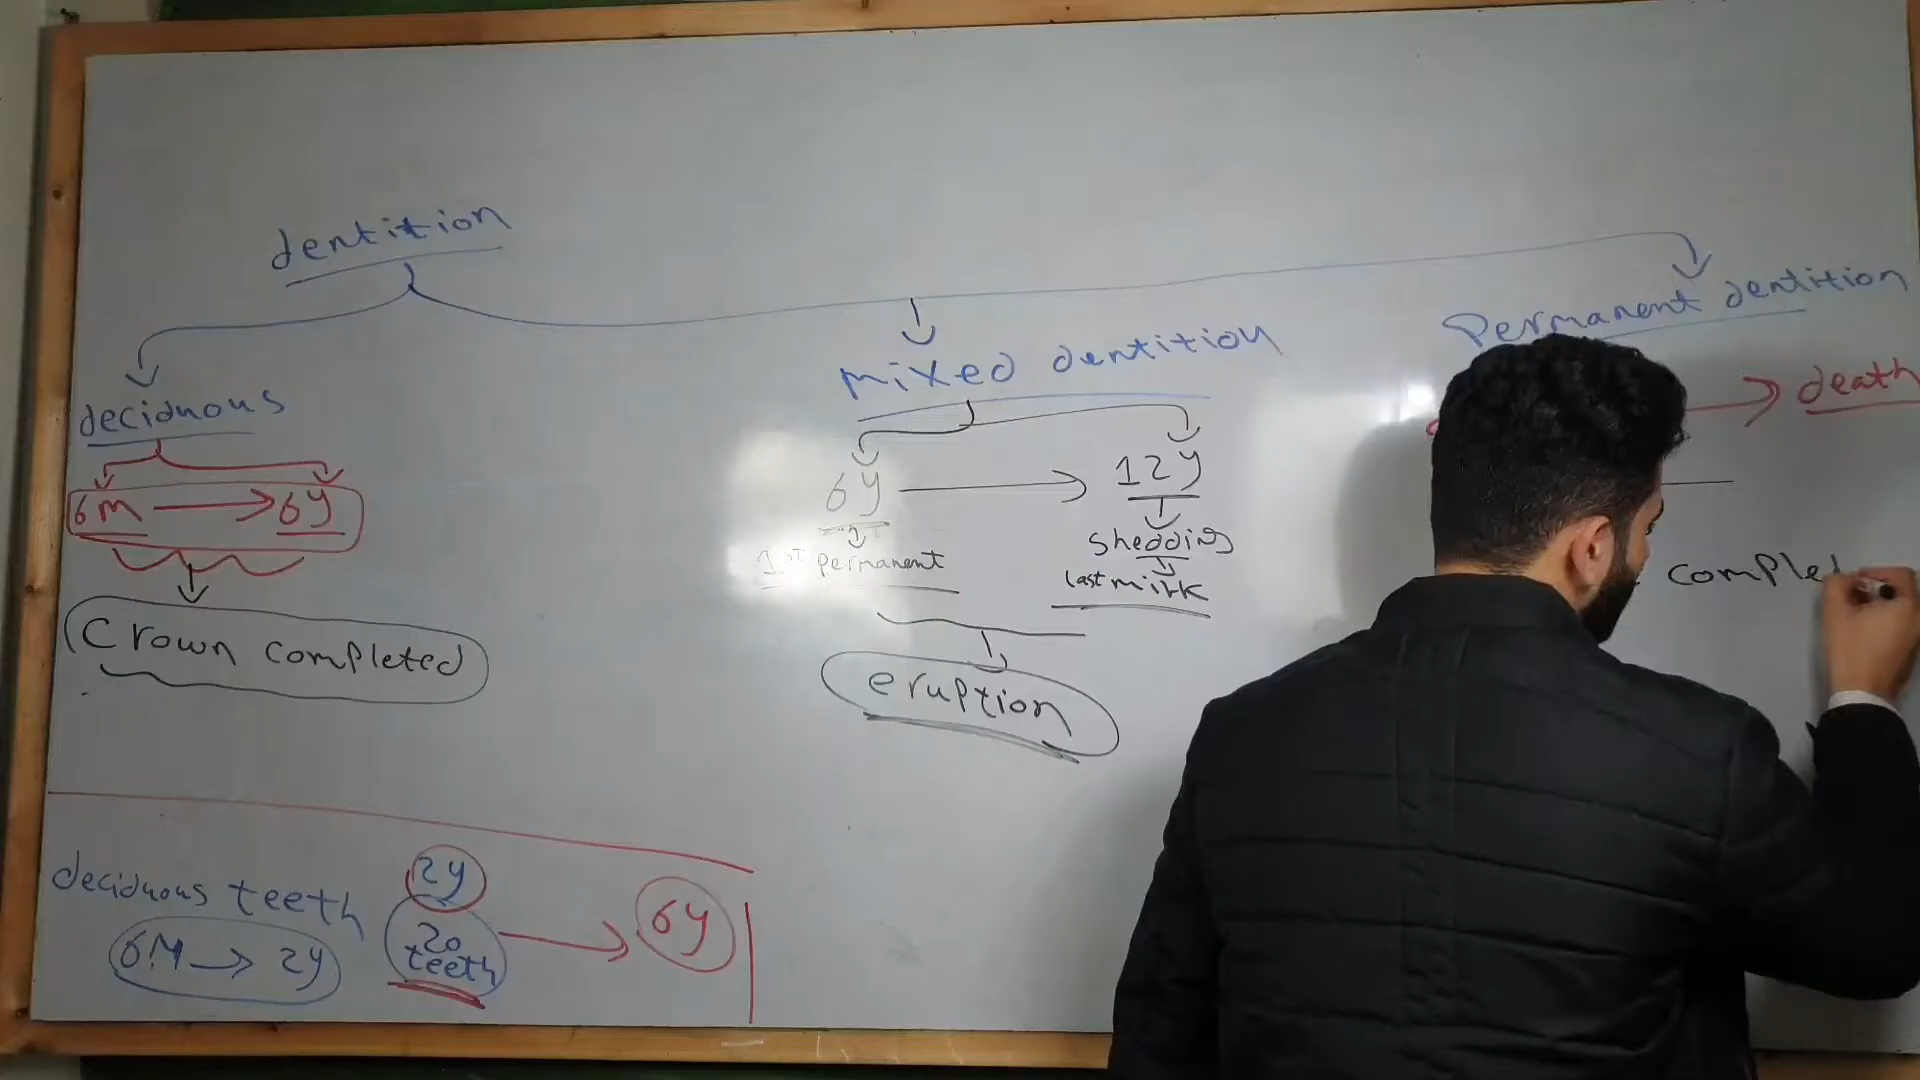 dentition
deciduous
6M → 6y
Crown completed
mixed dentition
6y → 12y
1st permanent
shedding
last milk
eruption
Permanent dentition
→ death
comple
deciduous teeth
6M → 2y
2y
20
teeth
→ 6y